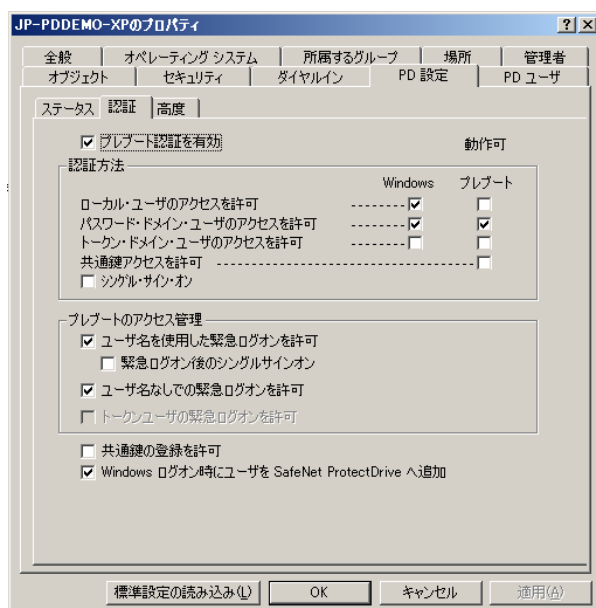 JP-PDDEMO-XPのプロパティ
全般 オペレーティング システム 所属するグループ 場所 管理者
オブジェクト セキュリティ ダイヤルイン PD 設定 PD ユーザ
ステータス 認証 高度
プレブート認証を有効 動作可
認証方法
Windows プレブート
ローカル・ユーザのアクセスを許可 --------
パスワード・ドメイン・ユーザのアクセスを許可 --------
トークン・ドメイン・ユーザのアクセスを許可 --------
共通鍵アクセスを許可 ------------------------------------
シングル・サイン・オン
プレブートのアクセス管理
ユーザ名を使用した緊急ログオンを許可
緊急ログオン後のシングルサインオン
ユーザ名なしでの緊急ログオンを許可
トークンユーザの緊急ログオンを許可
共通鍵の登録を許可
Windows ログオン時にユーザを SafeNet ProtectDrive へ追加
標準設定の読み込み(L) OK キャンセル 適用(A)